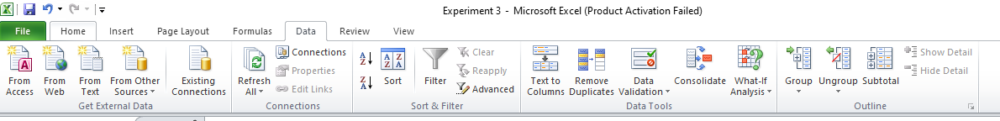 Experiment 3 - Microsoft Excel (Product Activation Failed)
File Home Insert Page Layout Formulas Data Review View
From Access
From Web
From Text
From Other Sources
Existing Connections
Get External Data
Refresh All
Connections
Properties
Edit Links
Connections
Sort
Filter
Clear
Reapply
Advanced
Sort & Filter
Text to Columns
Remove Duplicates
Data Validation
Consolidate
What-If Analysis
Data Tools
Group
Ungroup
Subtotal
Show Detail
Hide Detail
Outline